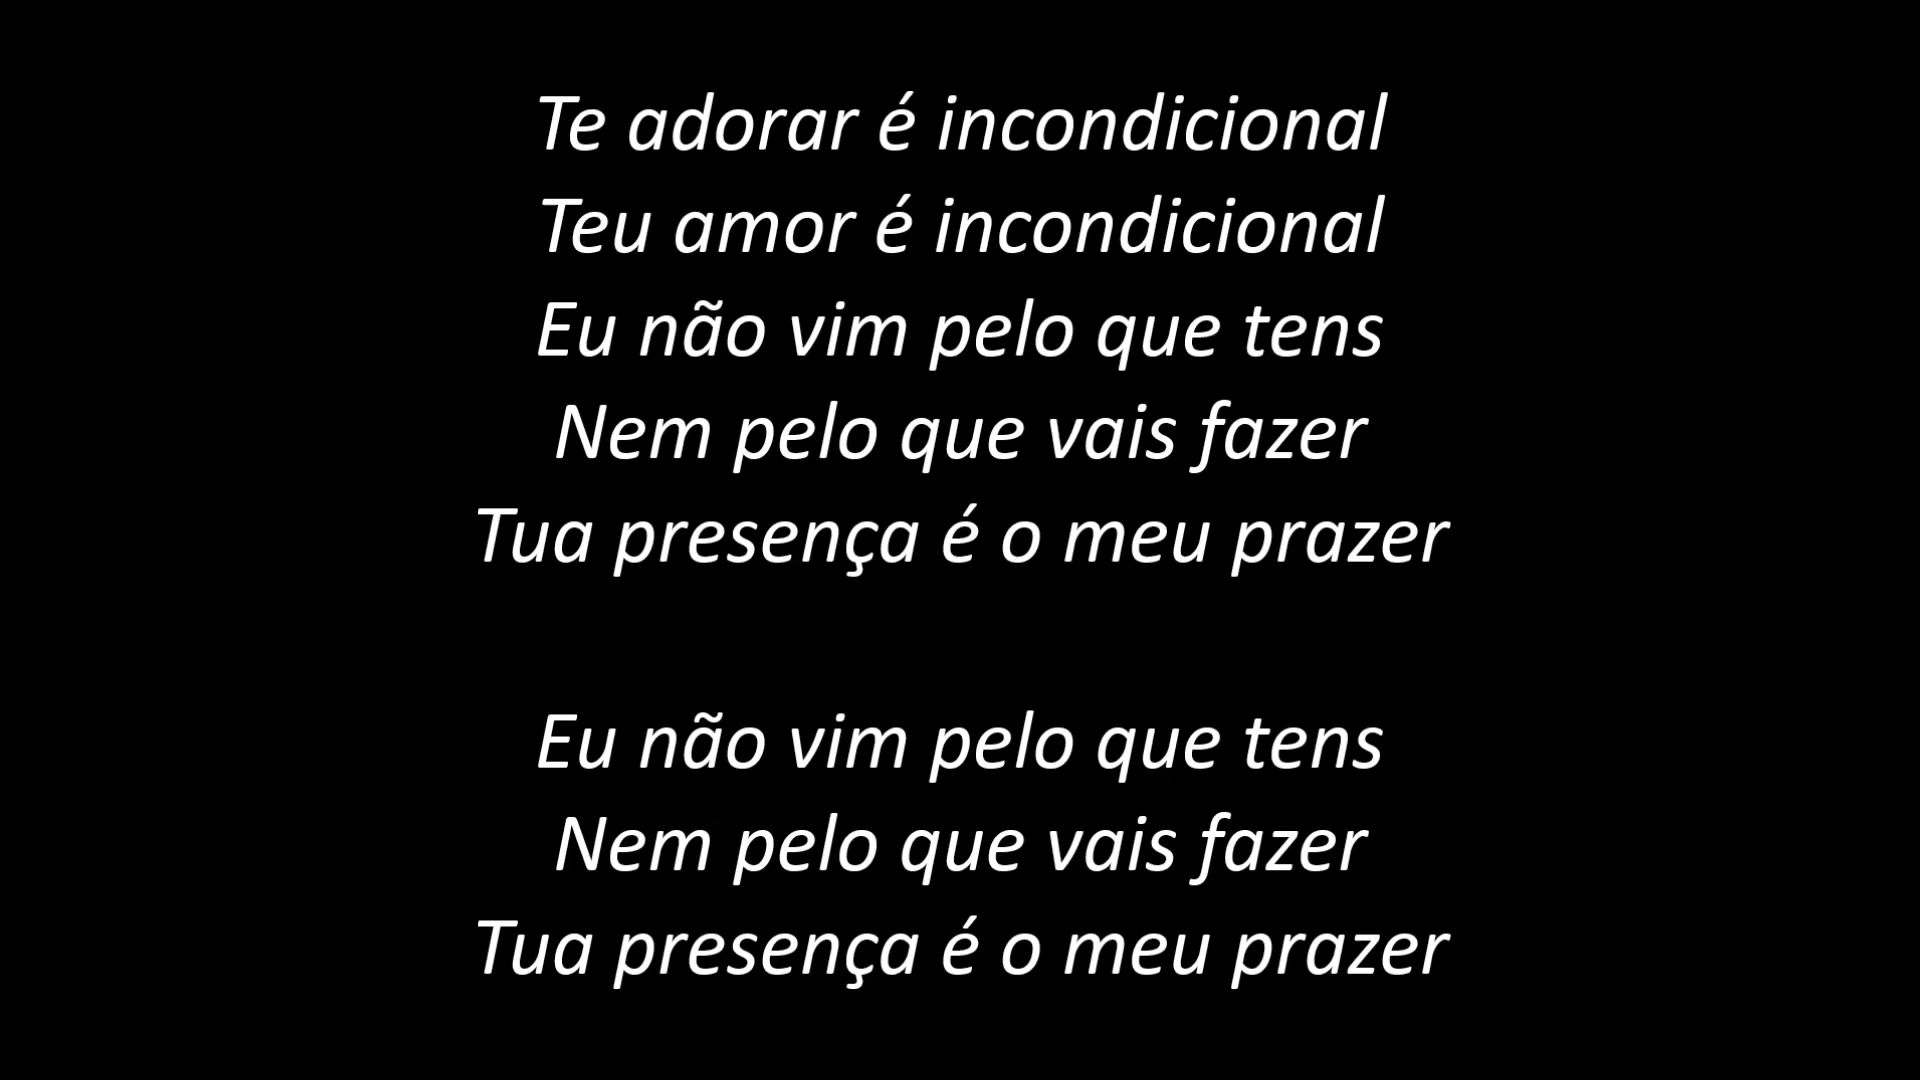 Te adorar é incondicional
Teu amor é incondicional
Eu não vim pelo que tens
Nem pelo que vais fazer
Tua presença é o meu prazer
Eu não vim pelo que tens
Nem pelo que vais fazer
Tua presença é o meu prazer